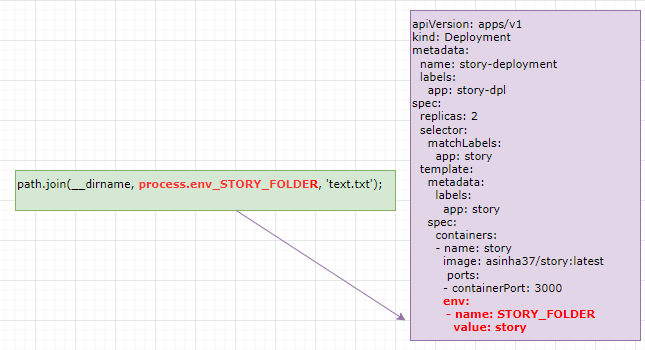 path.join(__dirname, process.env_STORY_FOLDER, 'text.txt');
apiVersion: apps/v1
kind: Deployment
metadata:
name: story-deployment
labels:
app: story-dpl
spec:
replicas: 2
selector:
matchLabels:
app: story
template:
metadata:
labels:
app: story
spec:
containers:
- name: story
image: asinha37/story:latest
ports:
- containerPort: 3000
env:
- name: STORY_FOLDER
value: story